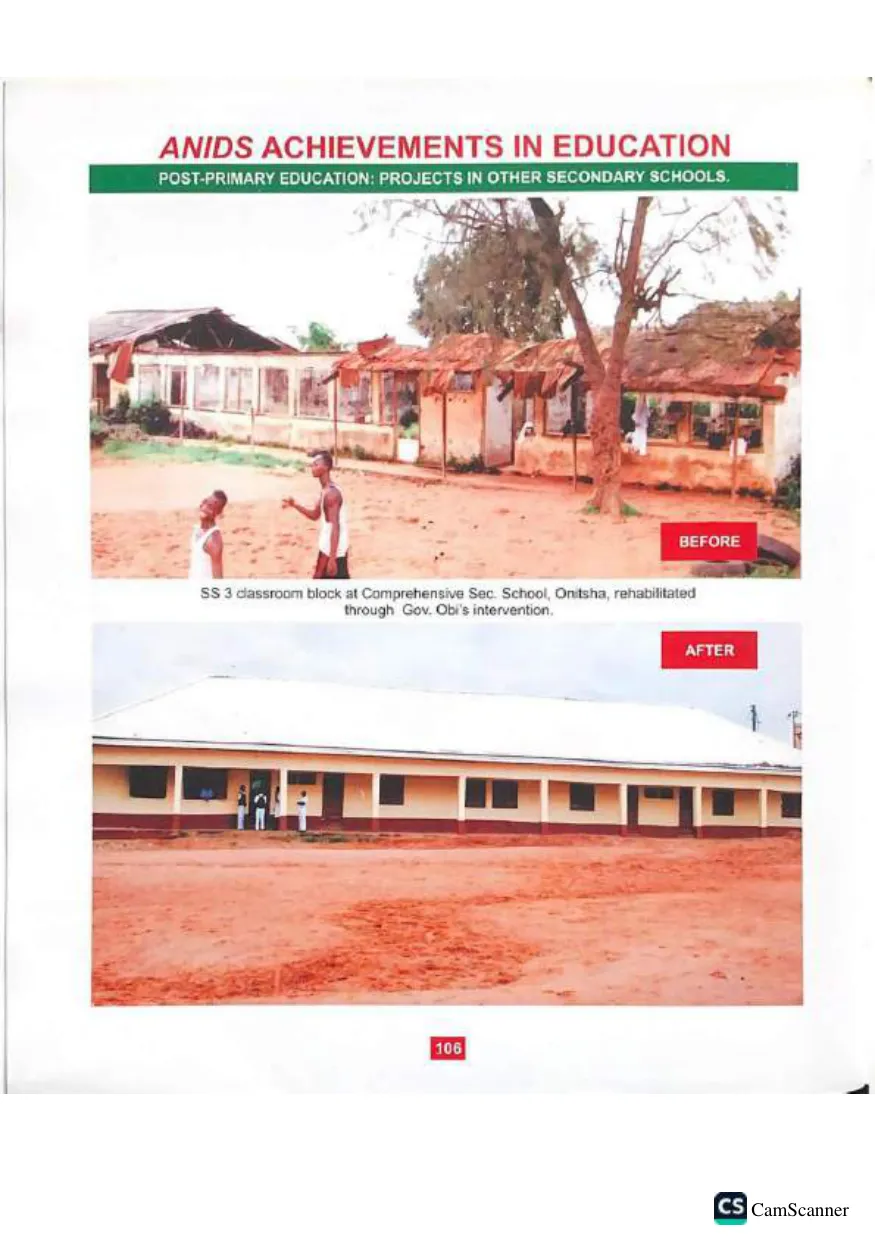 ANIDS ACHIEVEMENTS IN EDUCATION
POST-PRIMARY EDUCATION: PROJECTS IN OTHER SECONDARY SCHOOLS.
BEFORE
SS 3 classroom block at Comprehensive Sec. School, Onitsha, rehabilitated
through Gov. Obi's intervention.
AFTER
106
CS CamScanner